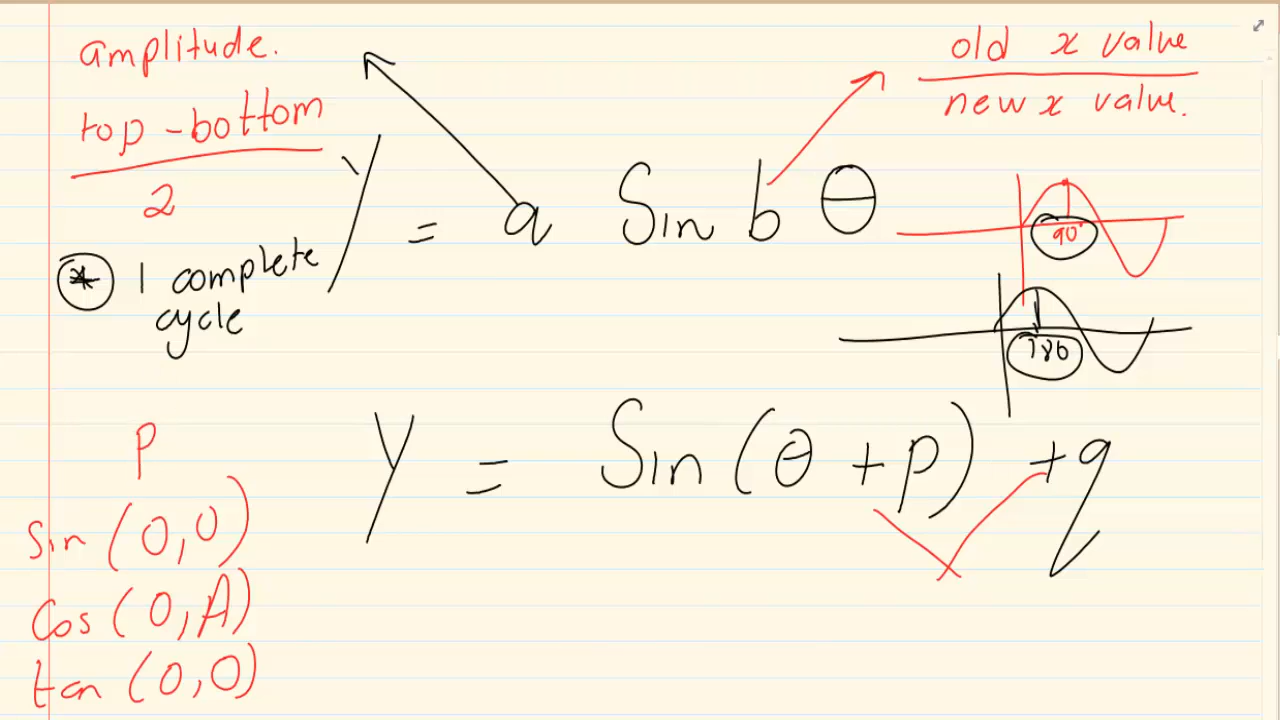 amplitude.
top - bottom
2
old x value
new x value.
y = a Sin b θ
90°
* 1 complete
cycle
180
y = Sin(θ + p) + q
P
Sin (0,0)
Cos (0,A)
tan (0,0)